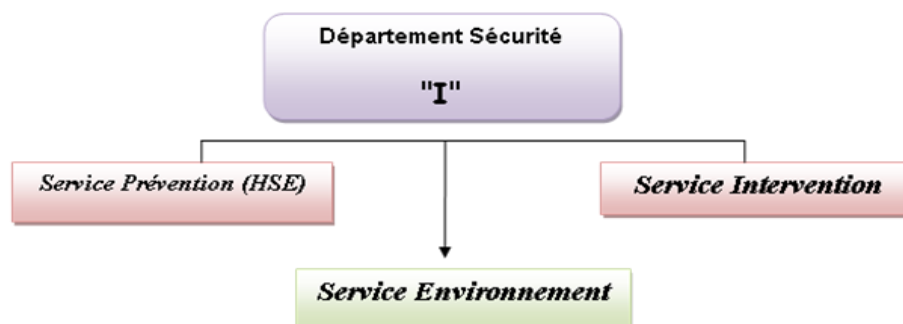 Département Sécurité
"I"
Service Prévention (HSE)
Service Intervention
Service Environnement